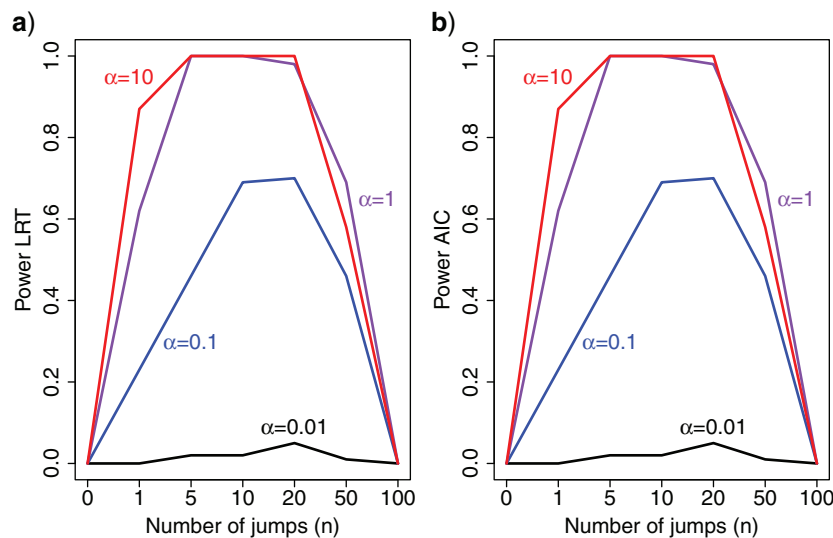 a)
Power LRT
1.0
0.8
0.6
0.4
0.2
0.0
α=10
α=1
α=0.1
α=0.01
0 1 5 10 20 50 100
Number of jumps (n)
b)
Power AIC
1.0
0.8
0.6
0.4
0.2
0.0
α=10
α=1
α=0.1
α=0.01
0 1 5 10 20 50 100
Number of jumps (n)